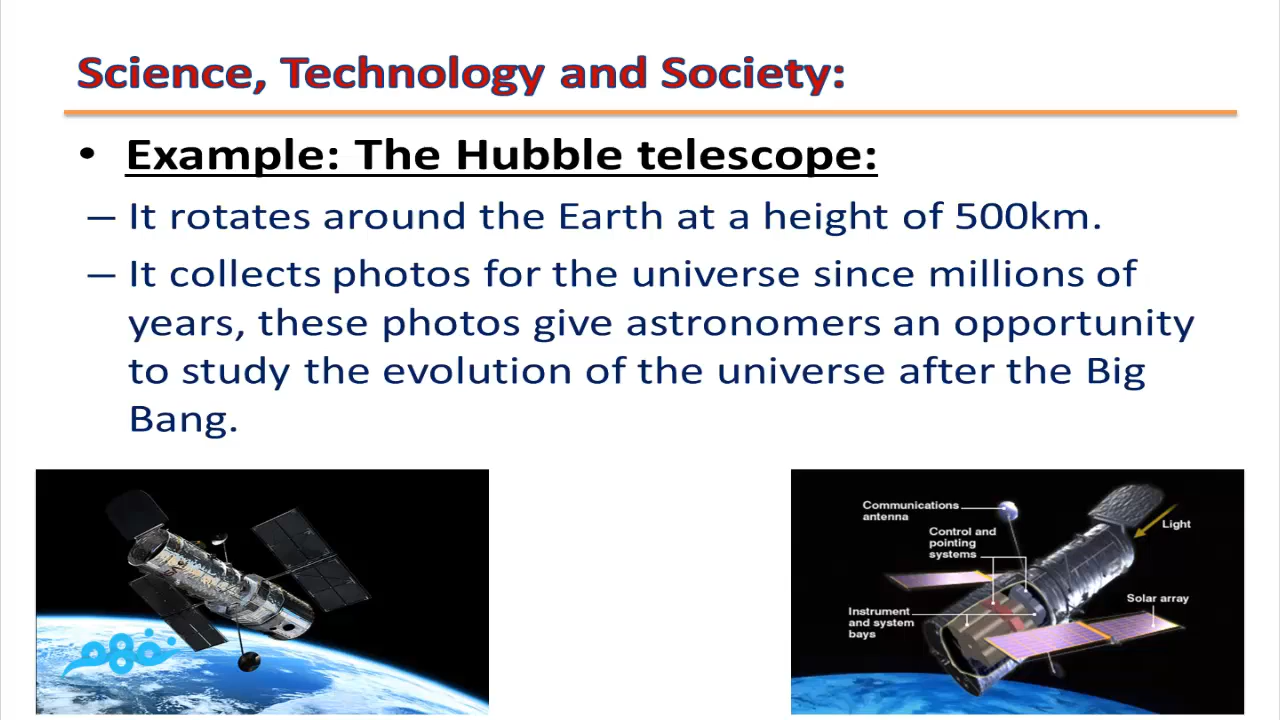 Science, Technology and Society:
• Example: The Hubble telescope:
– It rotates around the Earth at a height of 500km.
– It collects photos for the universe since millions of
years, these photos give astronomers an opportunity
to study the evolution of the universe after the Big
Bang.
نفهم
Communications
antenna
Light
Control and
pointing
systems
Solar array
Instrument
and system
bays